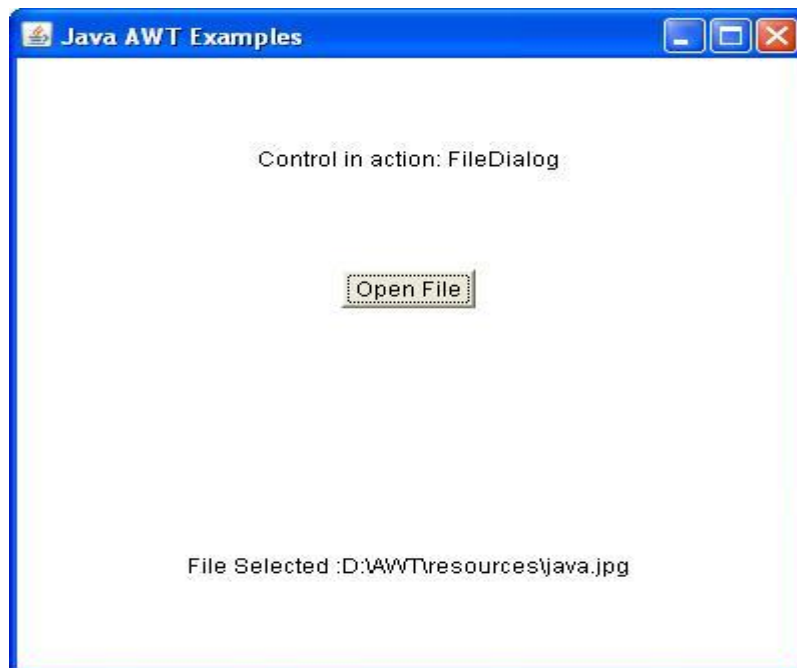 Java AWT Examples
Control in action: FileDialog
Open File
File Selected :D:\AWT\resources\java.jpg